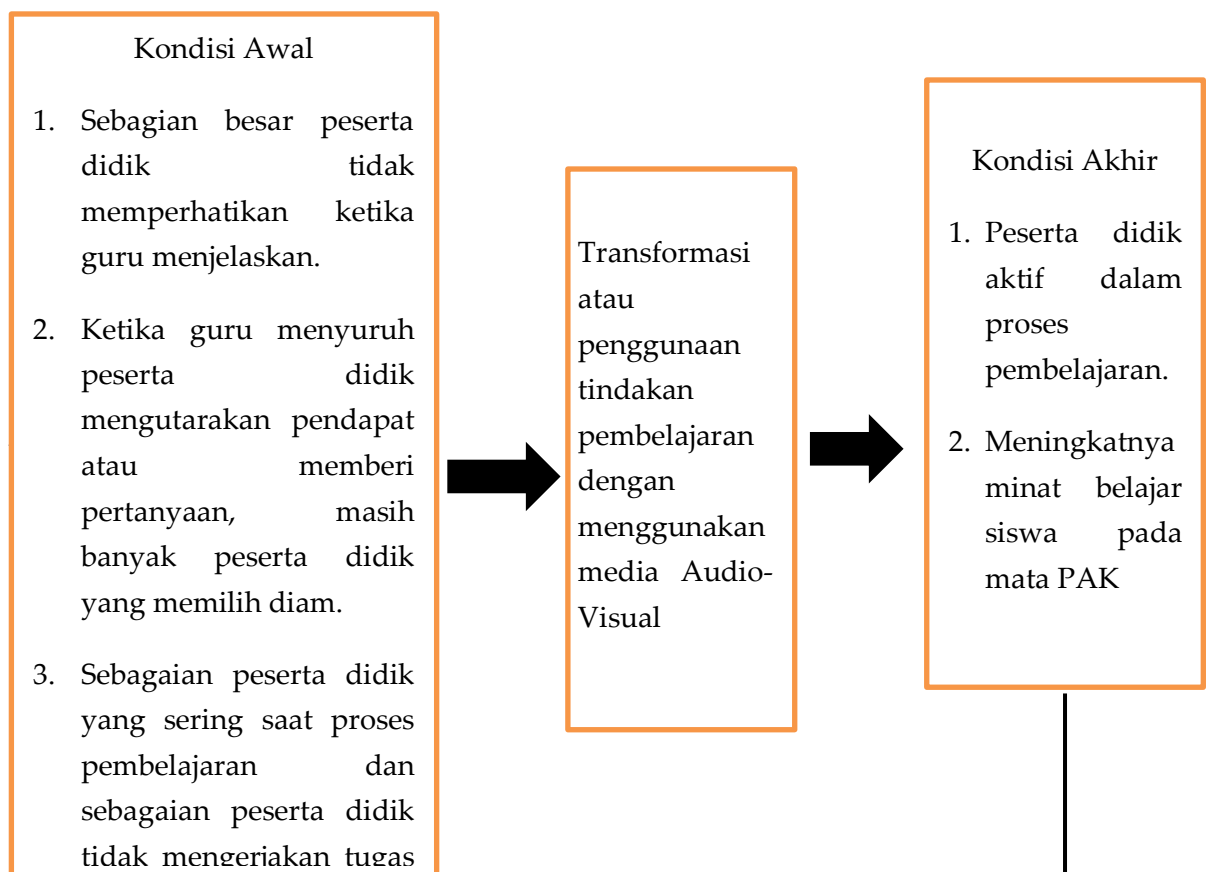 Kondisi Awal
1. Sebagian besar peserta
didik tidak
memperhatikan ketika
guru menjelaskan.
2. Ketika guru menyuruh
peserta didik
mengutarakan pendapat
atau memberi
pertanyaan, masih
banyak peserta didik
yang memilih diam.
3. Sebagaian peserta didik
yang sering saat proses
pembelajaran dan
sebagaian peserta didik
tidak mengerjakan tugas
Transformasi
atau
penggunaan
tindakan
pembelajaran
dengan
menggunakan
media Audio-
Visual
Kondisi Akhir
1. Peserta didik
aktif dalam
proses
pembelajaran.
2. Meningkatnya
minat belajar
siswa pada
mata PAK